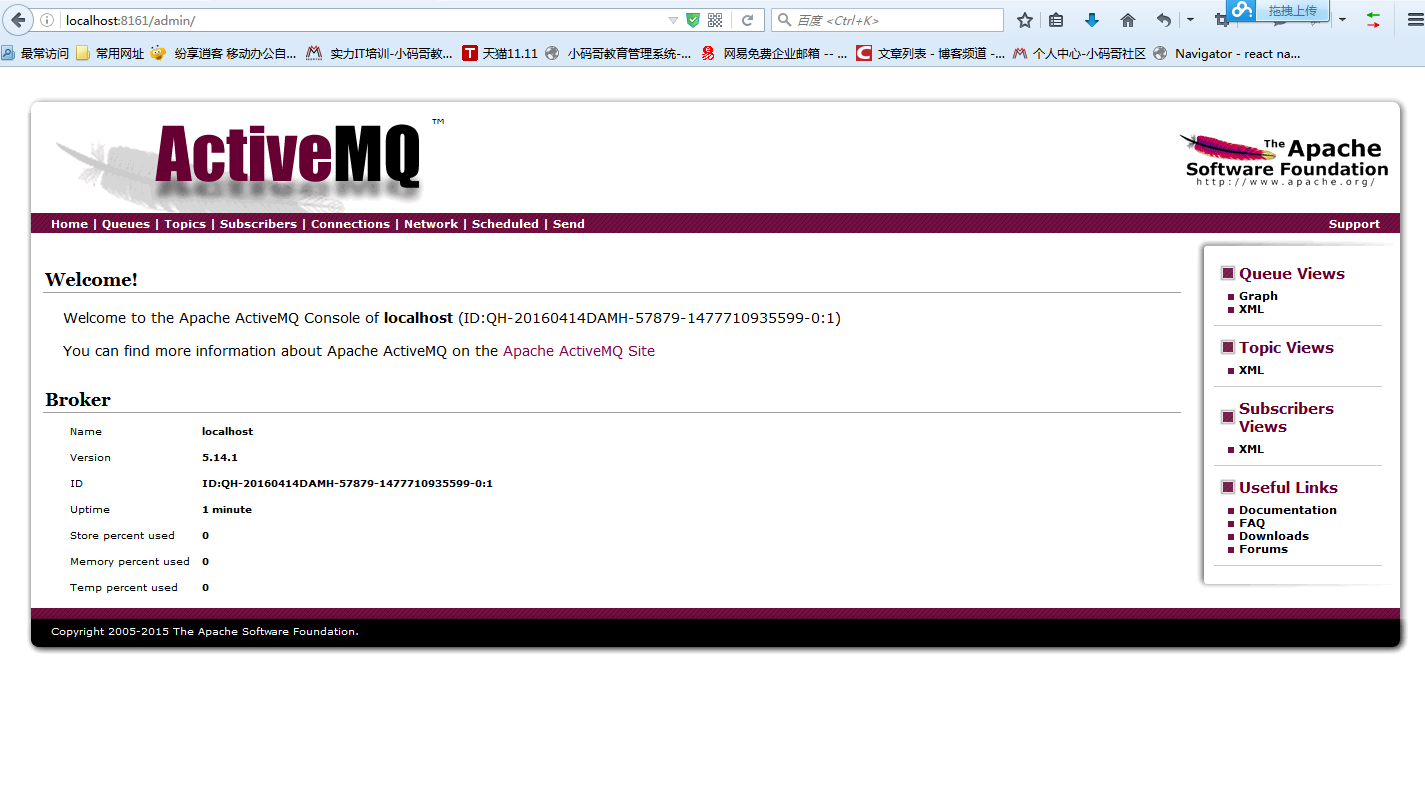 localhost:8161/admin/
百度 <Ctrl+K>
拖拽上传
最常访问 常用网址 纷享逍客 移动办公自... 实力IT培训-小码哥教... 天猫11.11 小码哥教育管理系统-... 网易免费企业邮箱 -- ... 文章列表 - 博客频道 -... 个人中心-小码哥社区 Navigator - react na...
ActiveMQ ™
The Apache
Software Foundation
http://www.apache.org/
Home | Queues | Topics | Subscribers | Connections | Network | Scheduled | Send
Support
Welcome!
Welcome to the Apache ActiveMQ Console of localhost (ID:QH-20160414DAMH-57879-1477710935599-0:1)
You can find more information about Apache ActiveMQ on the Apache ActiveMQ Site
Broker
Name localhost
Version 5.14.1
ID ID:QH-20160414DAMH-57879-1477710935599-0:1
Uptime 1 minute
Store percent used 0
Memory percent used 0
Temp percent used 0
Queue Views
Graph
XML
Topic Views
XML
Subscribers
Views
XML
Useful Links
Documentation
FAQ
Downloads
Forums
Copyright 2005-2015 The Apache Software Foundation.